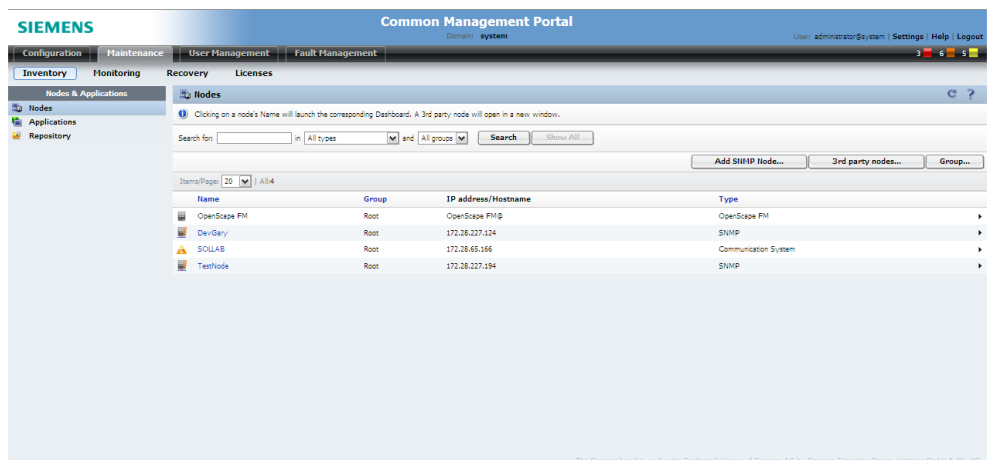 SIEMENS
Common Management Portal
Domain: system
User: administrator@system | Settings | Help | Logout
Configuration Maintenance User Management Fault Management
3 6 5
Inventory Monitoring Recovery Licenses
Nodes & Applications
Nodes
Applications
Repository
Nodes
Clicking on a node's Name will launch the corresponding Dashboard. A 3rd party node will open in a new window.
Search for: in All types and All groups Search Show All
Add SNMP Node... 3rd party nodes... Group...
Items/Page: 20 | All:4
Name Group IP address/Hostname Type
OpenScape FM Root OpenScape FM@ OpenScape FM
DevGary Root 172.28.227.124 SNMP
SOLLAB Root 172.28.65.166 Communication System
TestNode Root 172.28.227.194 SNMP